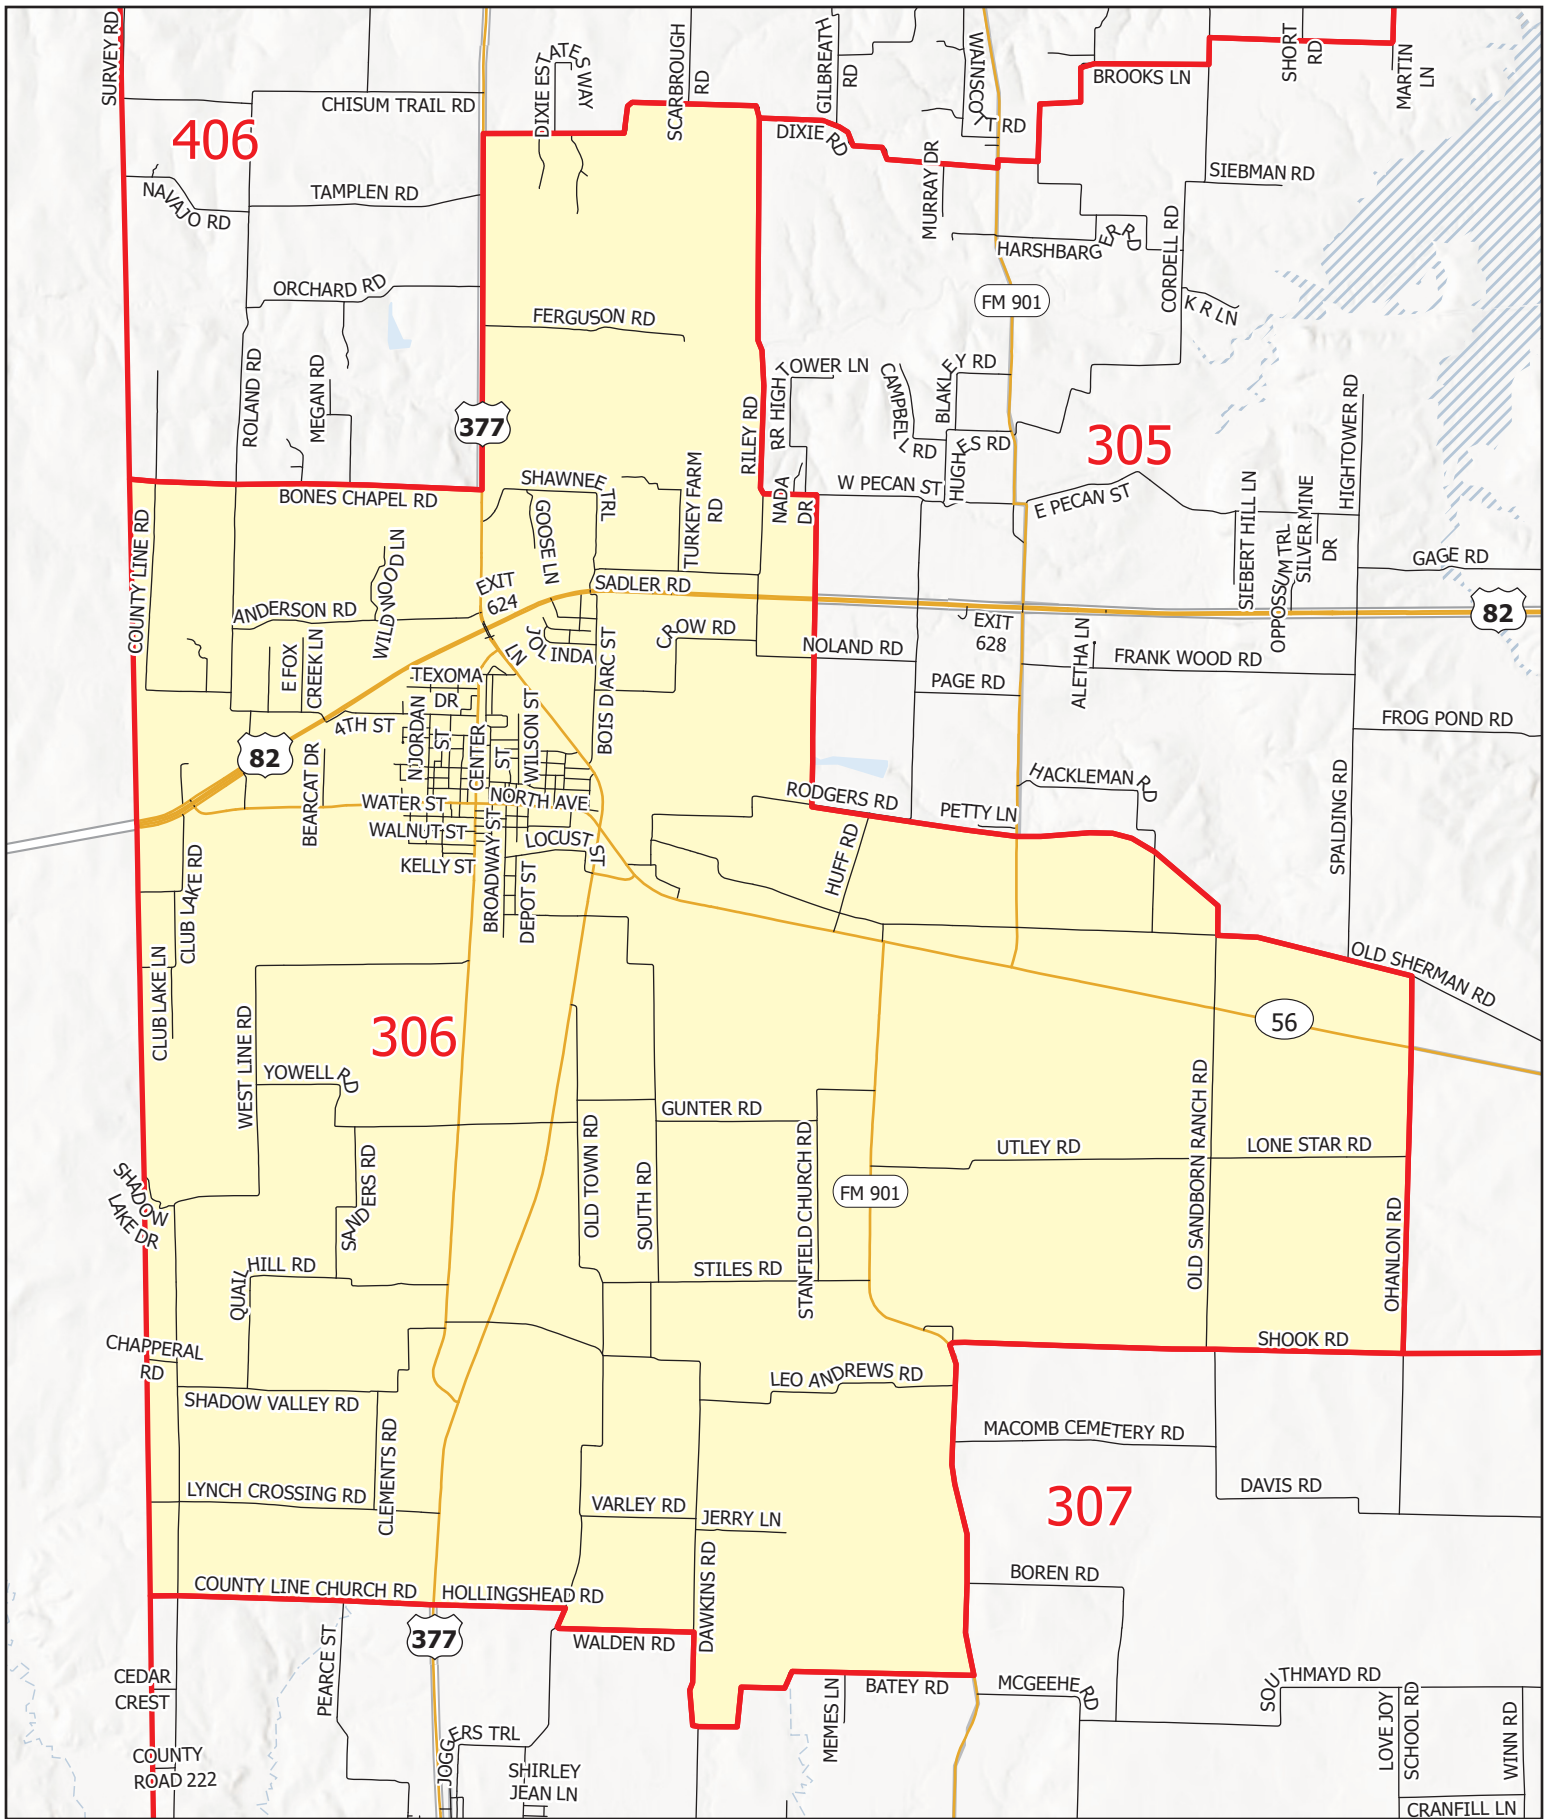 SURVEY RD
CHISUM TRAIL RD
406
NAVAJO RD
TAMPLEN RD
ORCHARD RD
ROLAND RD
MEGAN RD
377
DIXIE ESTATES WAY
SCARBROUGH RD
GILBREATH RD
WAINSCOTT RD
BROOKS LN
SHORT RD
MARTIN LN
DIXIE RD
MURRAY DR
SIEBMAN RD
HARSHBARGER RD
CORDELL RD
K R LN
FM 901
FERGUSON RD
RR HIGHTOWER LN
CAMPBELL RD
BLAKLEY RD
HUGHES RD
305
HIGHTOWER RD
RILEY RD
BONES CHAPEL RD
SHAWNEE TRL
GOOSE LN
TURKEY FARM RD
NADA DR
W PECAN ST
E PECAN ST
SIEBERT HILL LN
OPPOSSUM TRL
SILVER MINE DR
GAGE RD
COUNTY LINE RD
ANDERSON RD
WILDWOOD LN
EXIT 624
SADLER RD
82
EXIT 628
CROW RD
NOLAND RD
FRANK WOOD RD
ALETHA LN
PAGE RD
FROG POND RD
E FOX CREEK LN
JOLINDA LN
TEXOMA DR
BOIS D ARC ST
4TH ST
N JORDAN ST
CENTER ST
WILSON ST
82
BEARCAT DR
WATER ST
NORTH AVE
WALNUT ST
LOCUST ST
KELLY ST
BROADWAY ST
DEPOT ST
RODGERS RD
PETTY LN
HACKLEMAN RD
HUFF RD
SPALDING RD
OLD SHERMAN RD
CLUB LAKE RD
CLUB LAKE LN
306
56
WEST LINE RD
YOWELL RD
SANDERS RD
OLD TOWN RD
SOUTH RD
GUNTER RD
STANFIELD CHURCH RD
UTLEY RD
OLD SANDBORN RANCH RD
LONE STAR RD
FM 901
SHADOW LAKE DR
QUAIL HILL RD
STILES RD
OHANLON RD
SHOOK RD
CHAPPERAL RD
SHADOW VALLEY RD
LEO ANDREWS RD
MACOMB CEMETERY RD
CLEMENTS RD
LYNCH CROSSING RD
VARLEY RD
JERRY LN
307
DAVIS RD
BOREN RD
COUNTY LINE CHURCH RD
HOLLINGSHEAD RD
DAWKINS RD
377
WALDEN RD
PEARCE ST
CEDAR CREST
BATEY RD
MEMES LN
MCGEEHE RD
SOUTHMAYD RD
LOVE JOY SCHOOL RD
WINN RD
JOGGERS TRL
COUNTY ROAD 222
SHIRLEY JEAN LN
CRANFILL LN